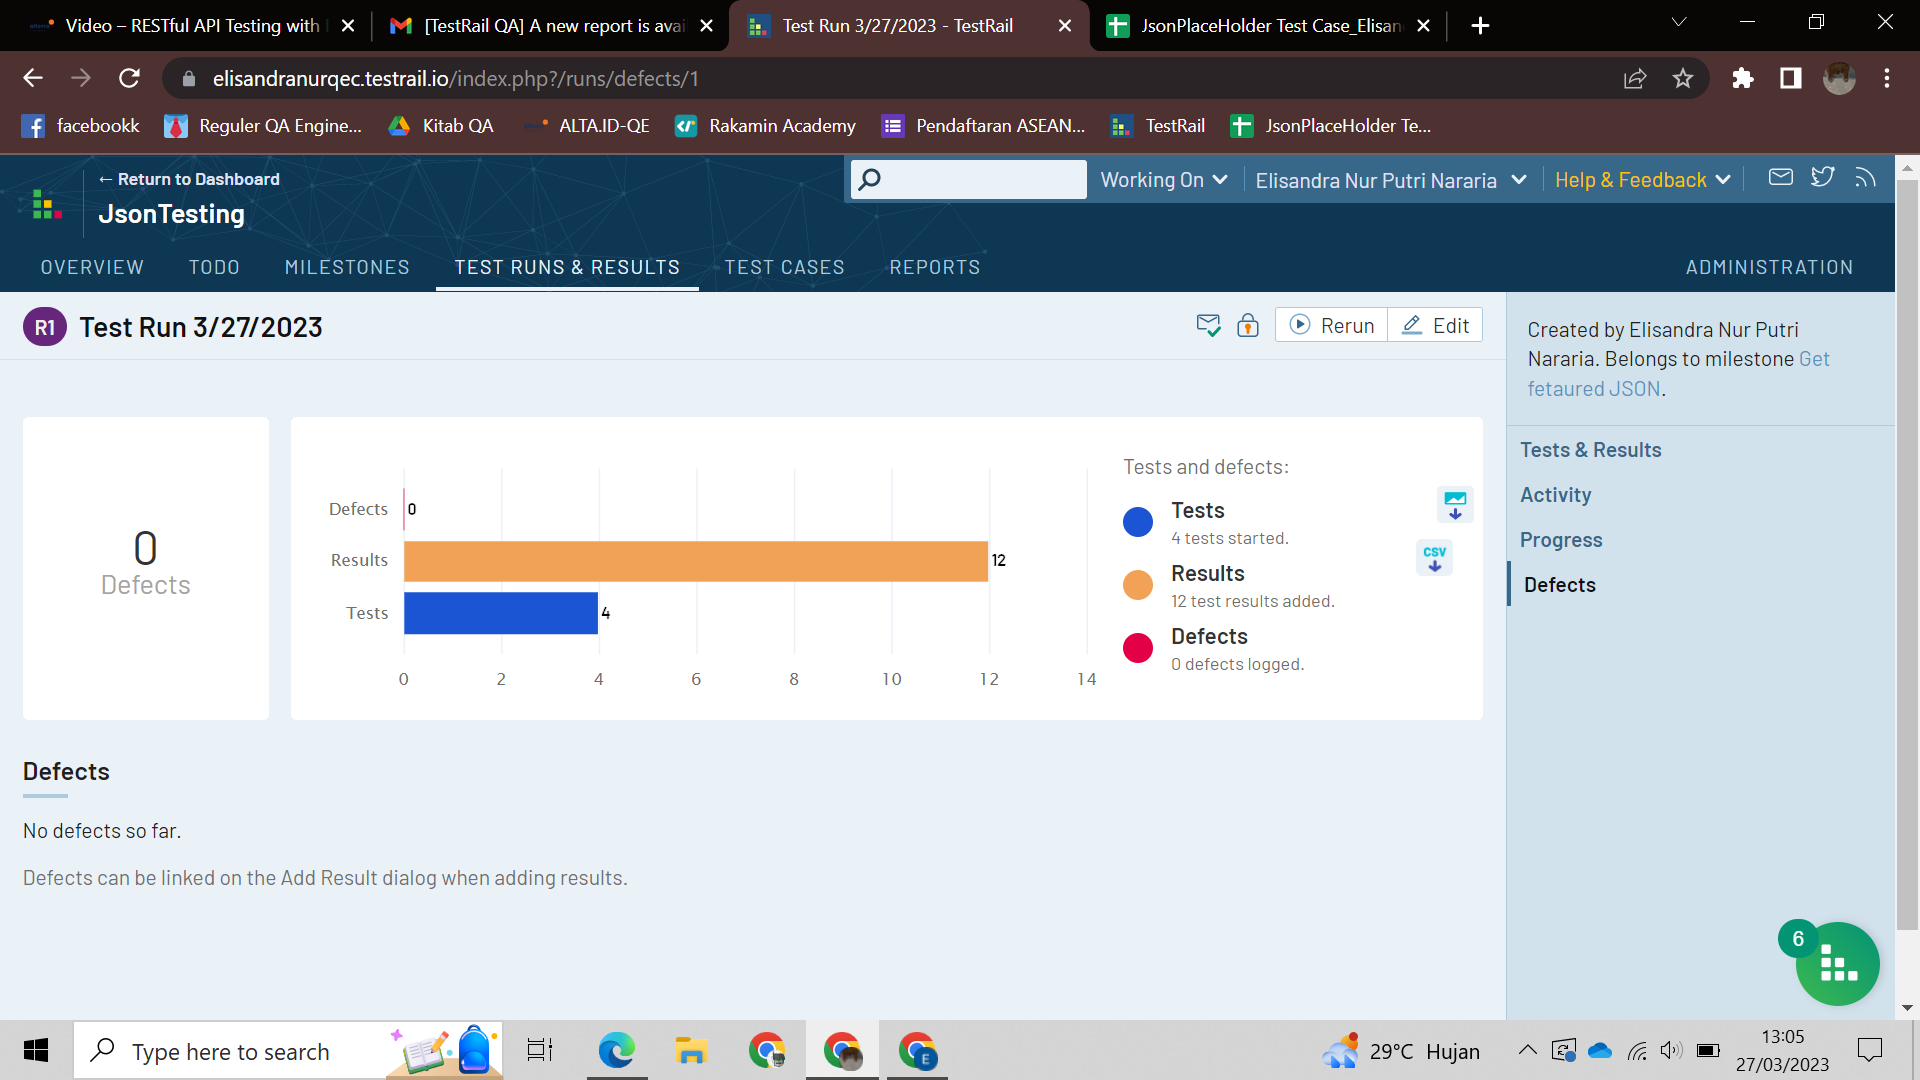 Video – RESTful API Testing with
[TestRail QA] A new report is avai
Test Run 3/27/2023 - TestRail
JsonPlaceHolder Test Case_Elisan
elisandranurqec.testrail.io/index.php?/runs/defects/1
facebookk
Reguler QA Engine...
Kitab QA
ALTA.ID-QE
Rakamin Academy
Pendaftaran ASEAN...
TestRail
JsonPlaceHolder Te...
← Return to Dashboard
JsonTesting
Working On
Elisandra Nur Putri Nararia
Help & Feedback
OVERVIEW
TODO
MILESTONES
TEST RUNS & RESULTS
TEST CASES
REPORTS
ADMINISTRATION
R1
Test Run 3/27/2023
Rerun
Edit
Created by Elisandra Nur Putri
Nararia. Belongs to milestone Get
fetaured JSON.
Tests & Results
Activity
Progress
Defects
0
Defects
Defects
0
Results
12
Tests
4
0 2 4 6 8 10 12 14
Tests and defects:
Tests
4 tests started.
Results
12 test results added.
Defects
0 defects logged.
CSV
Defects
No defects so far.
Defects can be linked on the Add Result dialog when adding results.
6
Type here to search
E
29°C Hujan
13:05
27/03/2023